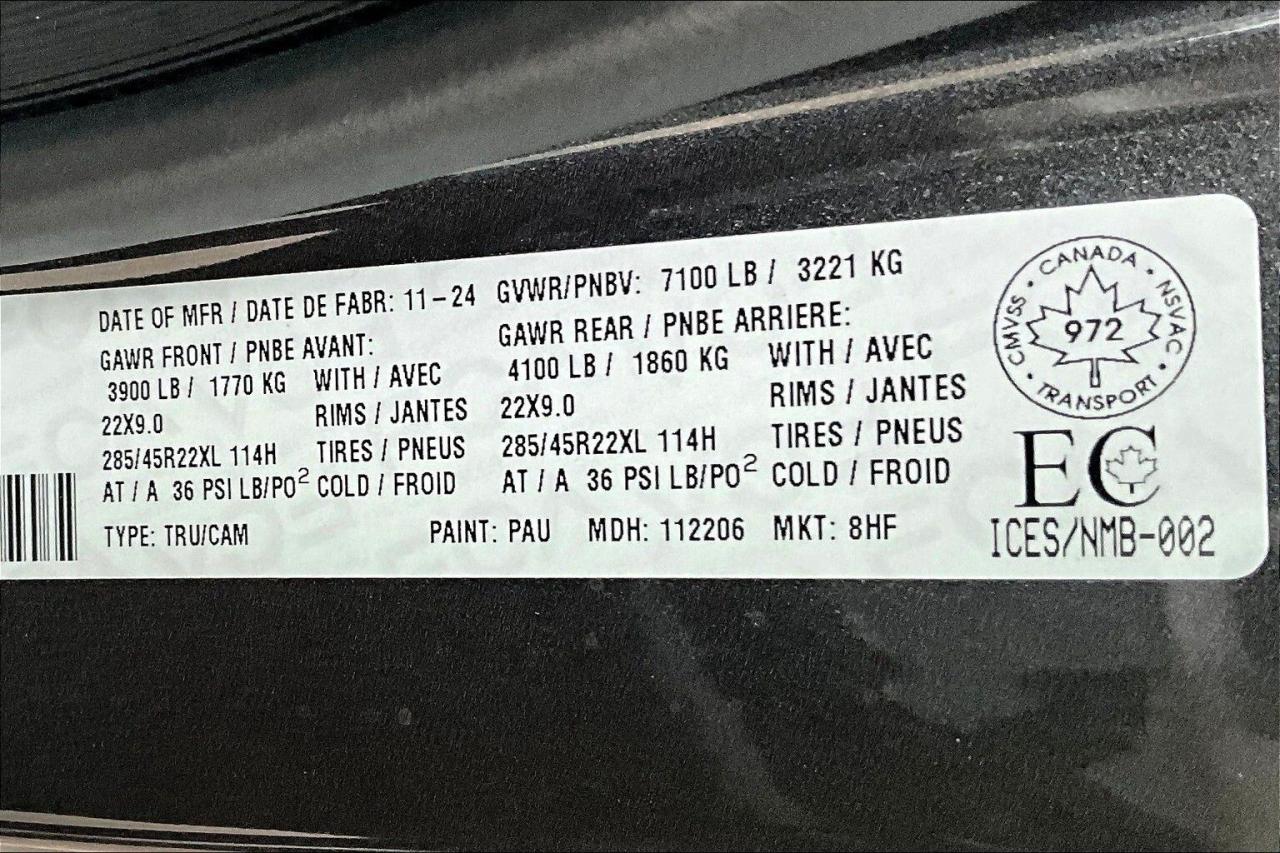 DATE OF MFR / DATE DE FABR: 11-24 GVWR/PNBV: 7100 LB / 3221 KG
GAWR FRONT / PNBE AVANT: GAWR REAR / PNBE ARRIERE:
3900 LB / 1770 KG WITH / AVEC 4100 LB / 1860 KG WITH / AVEC
22X9.0 RIMS / JANTES 22X9.0 RIMS / JANTES
285/45R22XL 114H TIRES / PNEUS 285/45R22XL 114H TIRES / PNEUS
AT / A 36 PSI LB/PO² COLD / FROID AT / A 36 PSI LB/PO² COLD / FROID
TYPE: TRU/CAM PAINT: PAU MDH: 112206 MKT: 8HF
CMVSS • CANADA • NSVAC • TRANSPORT •
972
EC
ICES/NMB-002